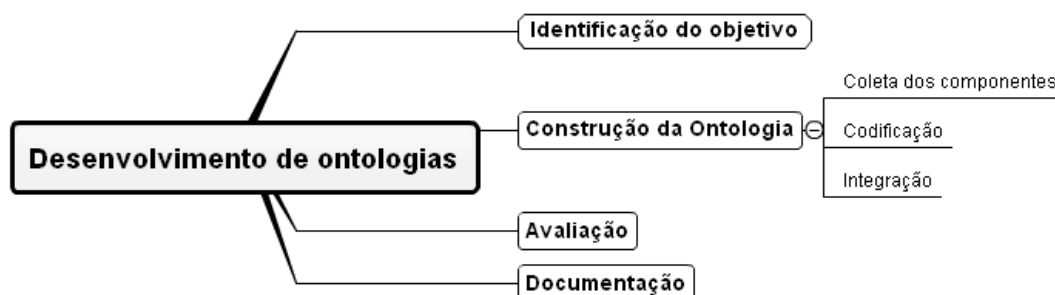 Desenvolvimento de ontologias
Identificação do objetivo
Construção da Ontologia
Coleta dos componentes
Codificação
Integração
Avaliação
Documentação